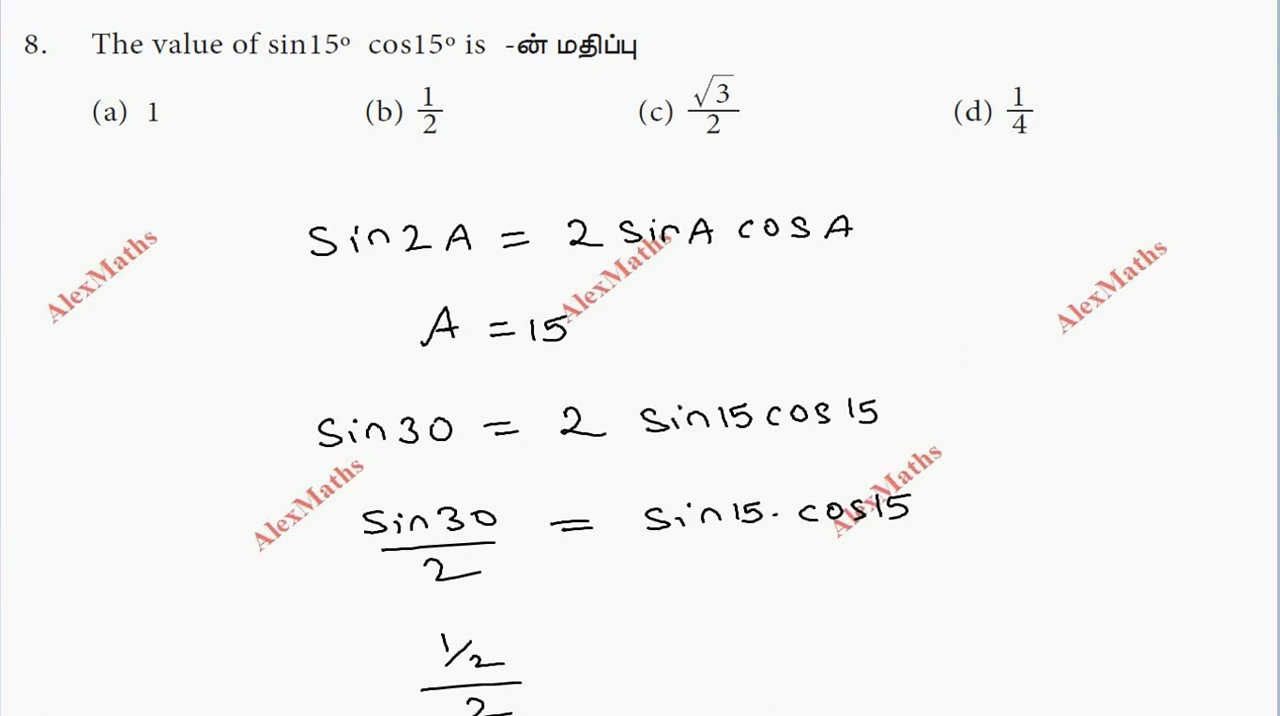 8. The value of sin15° cos15° is -ன் மதிப்பு
(a) 1 (b) 1/2 (c) √3/2 (d) 1/4
Sin2A = 2 sinA cosA
AlexMaths AlexMaths AlexMaths
A = 15
Sin30 = 2 Sin15 cos15
AlexMaths AlexMaths
Sin30/2 = Sin15. cos15
1/2/2